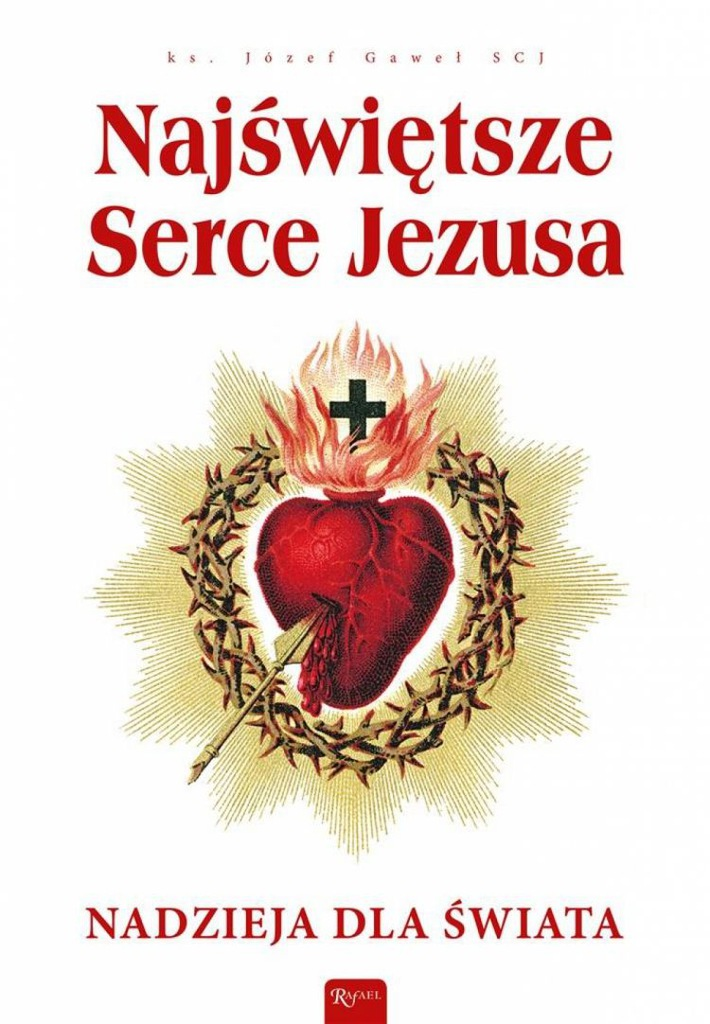 ks. Józef Gaweł SCJ
Najświętsze
Serce Jezusa
NADZIEJA DLA ŚWIATA
RAFAEL